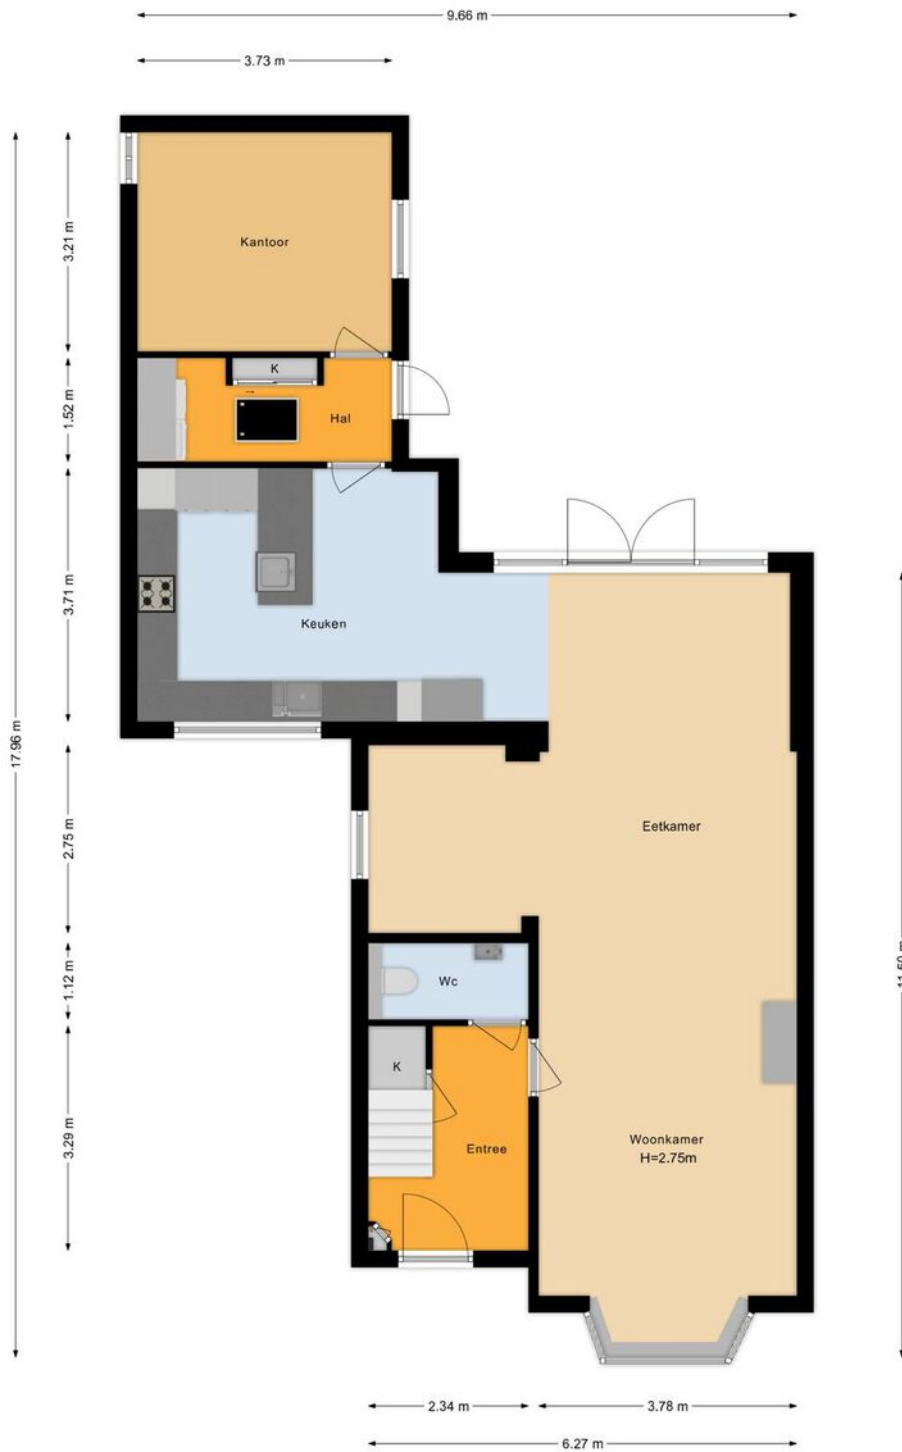 9.66 m
3.73 m
3.21 m
Kantoor
K
1.52 m
Hal
3.71 m
Keuken
17.96 m
2.75 m
Eetkamer
1.12 m
Wc
K
3.29 m
Entree
Woonkamer
H=2.75m
2.34 m
3.78 m
6.27 m